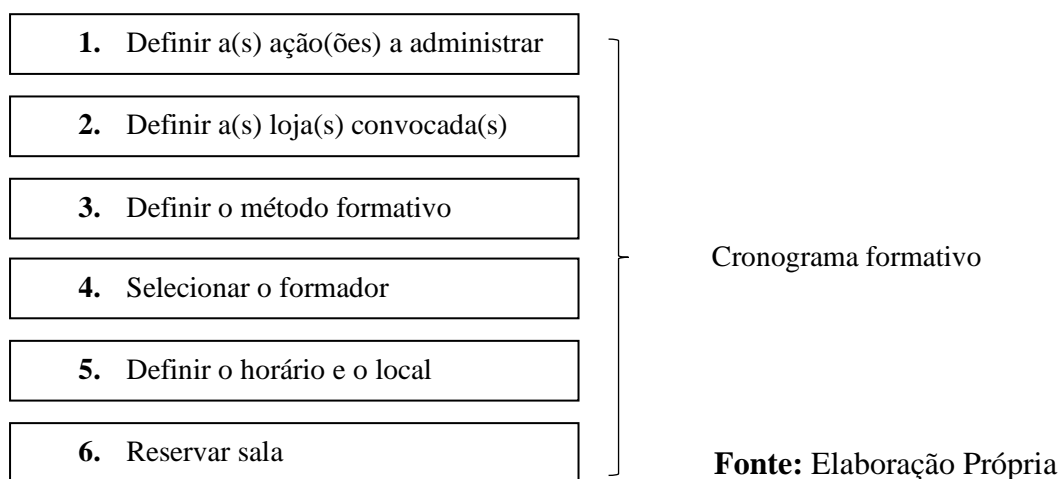 1. Definir a(s) ação(ões) a administrar
2. Definir a(s) loja(s) convocada(s)
3. Definir o método formativo
4. Selecionar o formador
5. Definir o horário e o local
6. Reservar sala
Cronograma formativo
Fonte: Elaboração Própria